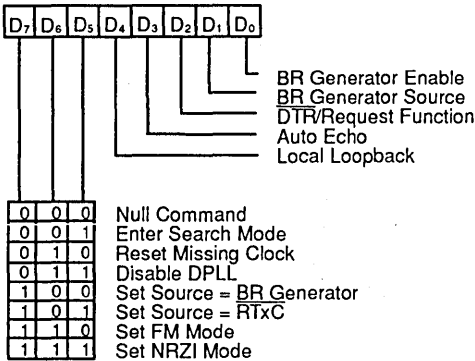 D7 D6 D5 D4 D3 D2 D1 D0
BR Generator Enable
BR Generator Source
DTR/Request Function
Auto Echo
Local Loopback
0 0 0 Null Command
0 0 1 Enter Search Mode
0 1 0 Reset Missing Clock
0 1 1 Disable DPLL
1 0 0 Set Source = BR Generator
1 0 1 Set Source = RTxC
1 1 0 Set FM Mode
1 1 1 Set NRZI Mode